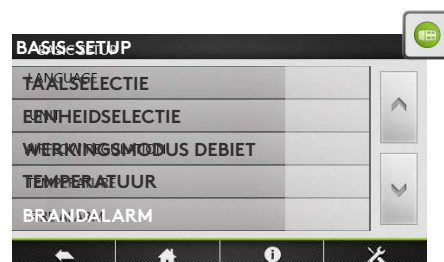 BASIS-SETUP
TAALSELECTIE
EENHEIDSELECTIE
WERKINGSMODUS DEBIET
TEMPERATUUR
BRANDALARM